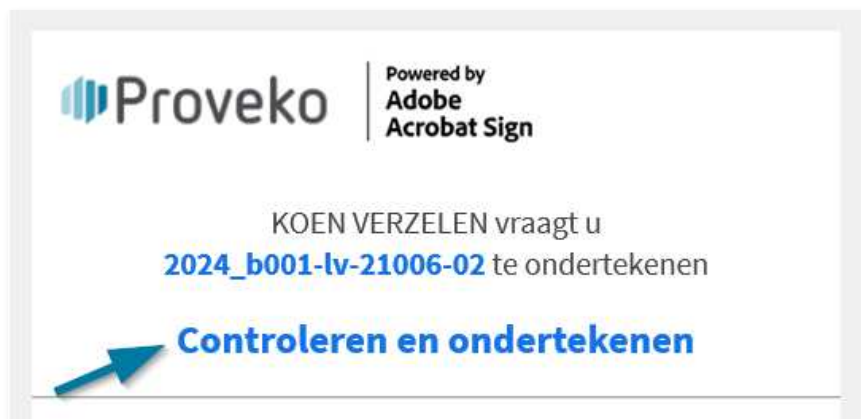 Proveko
Powered by
Adobe
Acrobat Sign
KOEN VERZELEN vraagt u
2024_b001-lv-21006-02 te ondertekenen
Controleren en ondertekenen